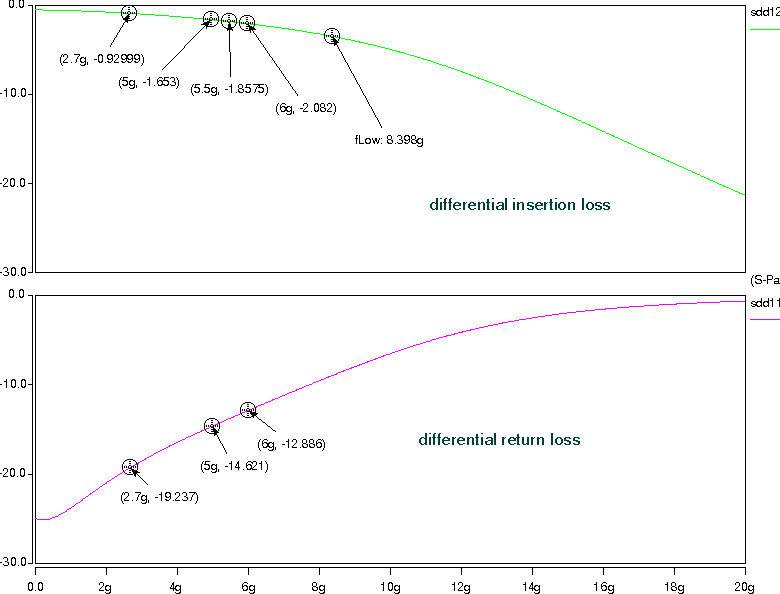 0.0
sdd12
(2.7g, -0.92999)
(5g, -1.653)
(5.5g, -1.8575)
(6g, -2.082)
fLow: 8.398g
-10.0
-20.0
differential insertion loss
-30.0
(S-Pa
0.0
sdd11
-10.0
differential return loss
(6g, -12.886)
(5g, -14.621)
-20.0
(2.7g, -19.237)
-30.0
0.0 2g 4g 6g 8g 10g 12g 14g 16g 18g 20g